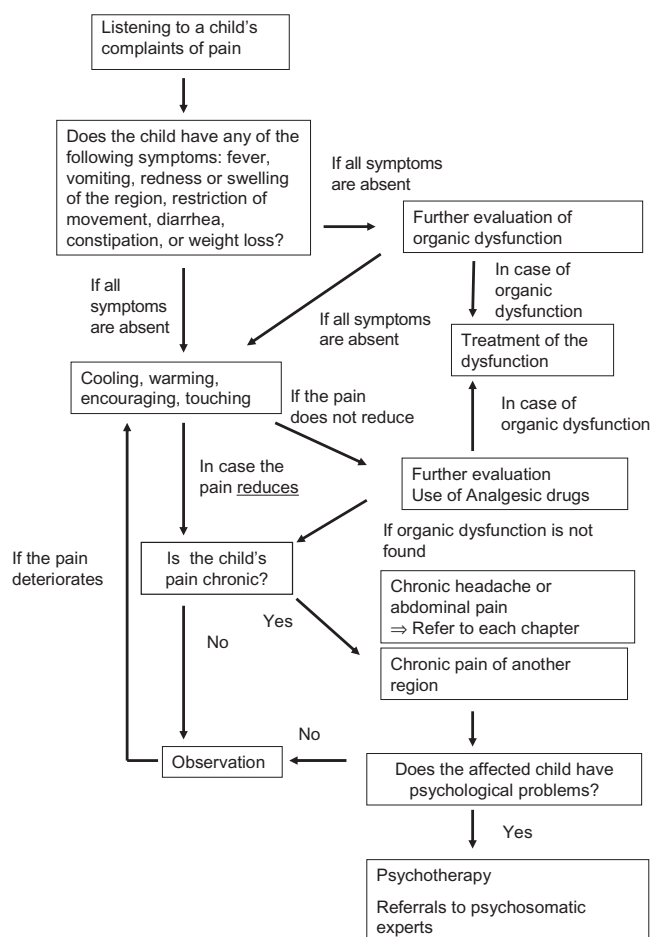 Listening to a child's
complaints of pain
Does the child have any of the
following symptoms: fever,
vomiting, redness or swelling
of the region, restriction of
movement, diarrhea,
constipation, or weight loss?
If all symptoms
are absent
Further evaluation of
organic dysfunction
If all
symptoms
are absent
If all symptoms
are absent
In case of
organic
dysfunction
Treatment of the
dysfunction
Cooling, warming,
encouraging, touching
If the pain
does not reduce
In case of
organic dysfunction
In case the
pain reduces
Further evaluation
Use of Analgesic drugs
If organic dysfunction is not
found
If the pain
deteriorates
Is the child's
pain chronic?
Yes
No
Chronic headache or
abdominal pain
⇒ Refer to each chapter
Chronic pain of another
region
No
Observation
Does the affected child have
psychological problems?
Yes
Psychotherapy
Referrals to psychosomatic
experts